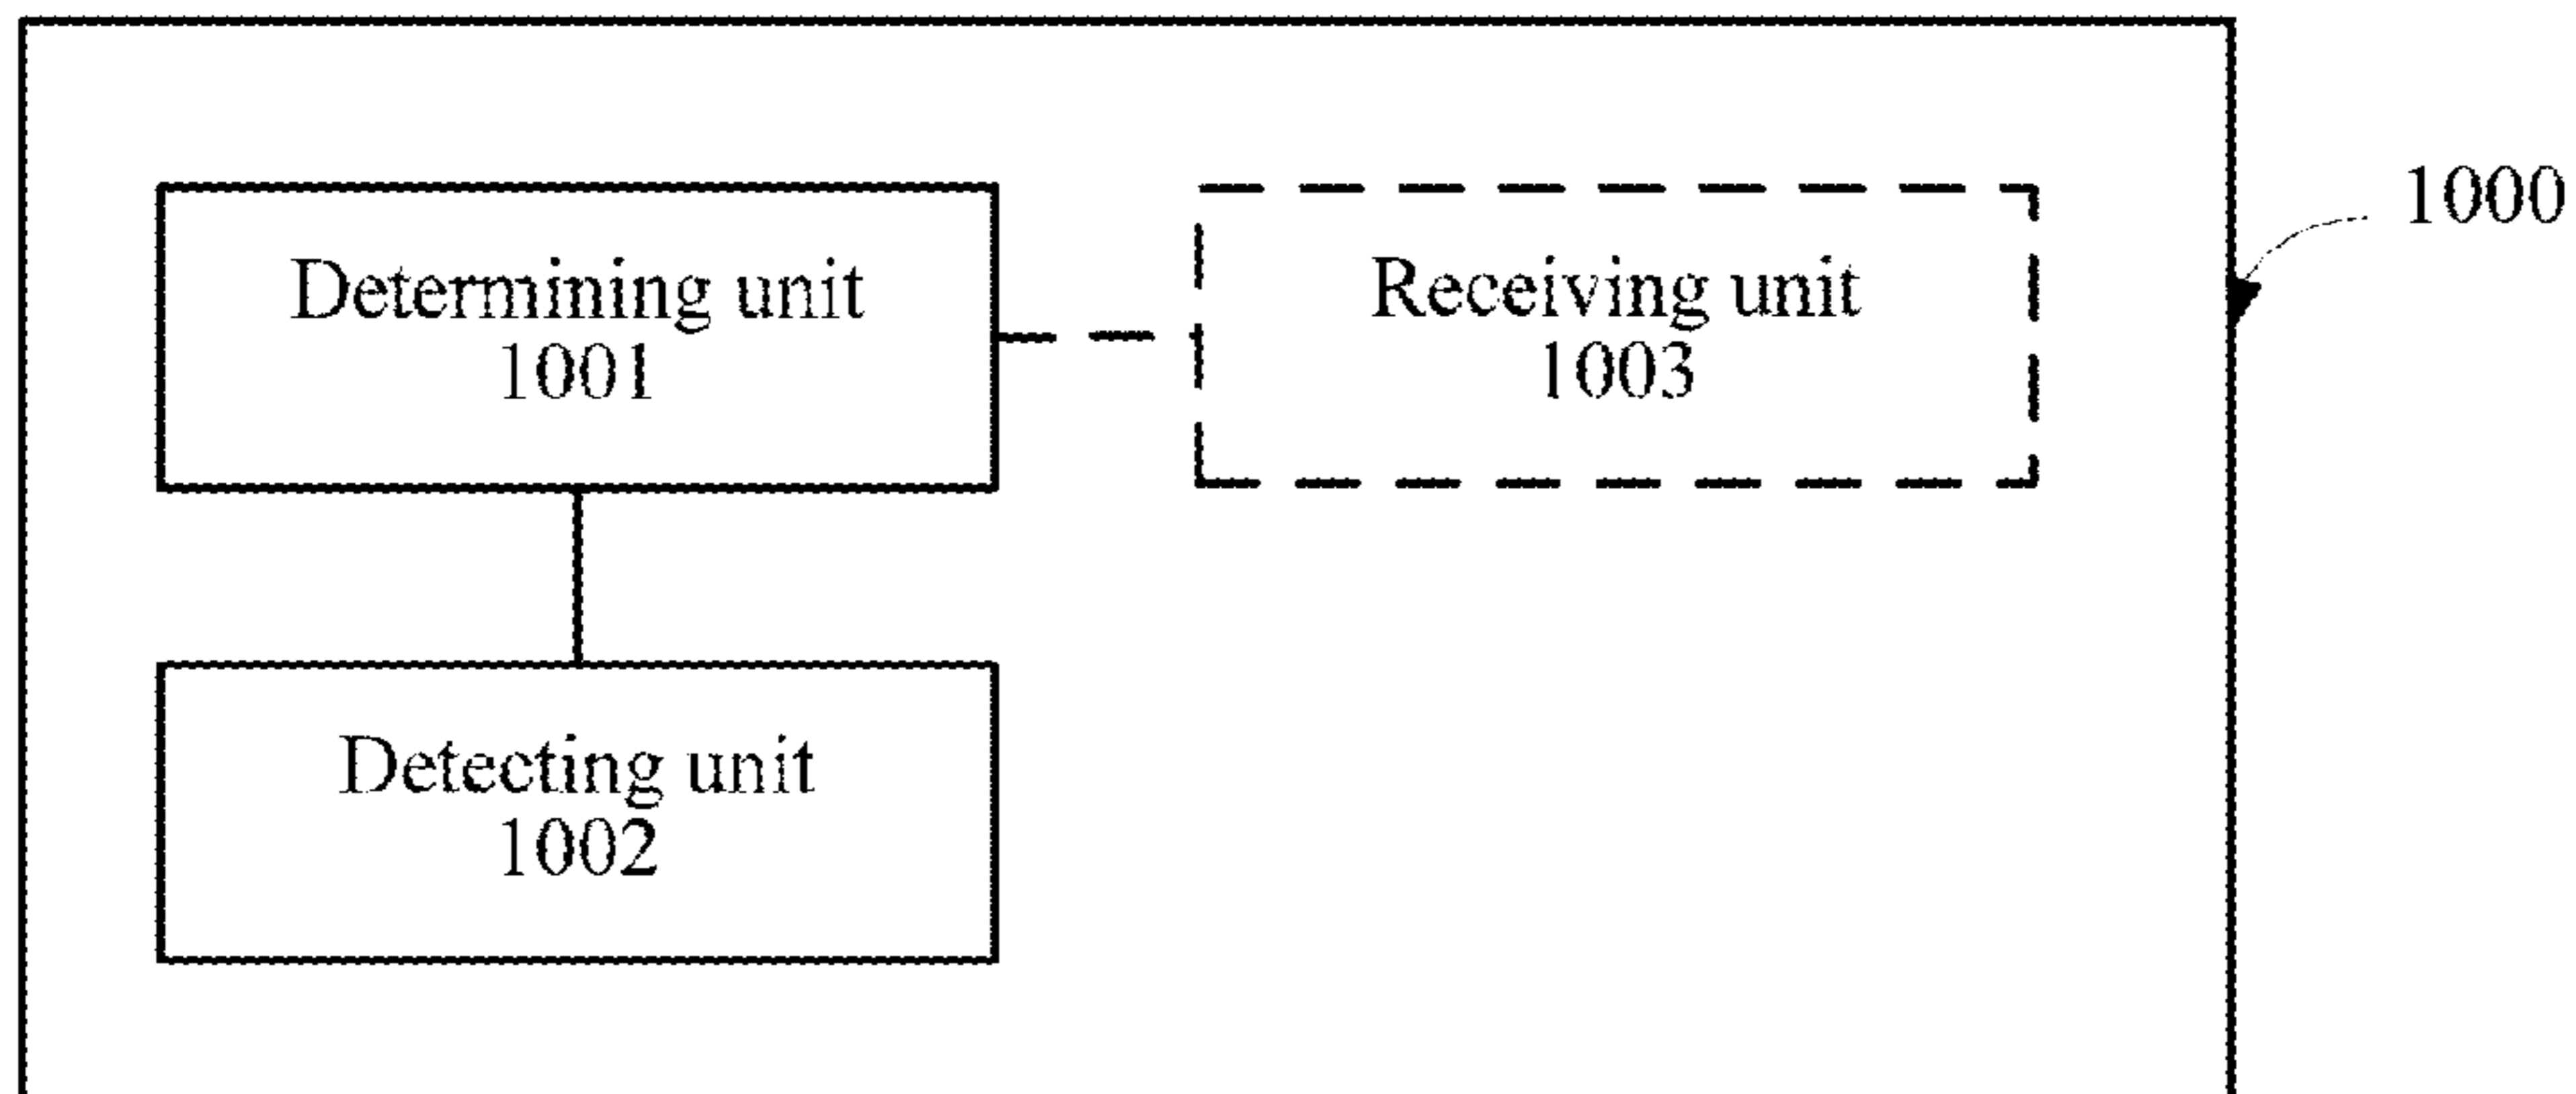 1000
Determining unit
1001
Receiving unit
1003
Detecting unit
1002